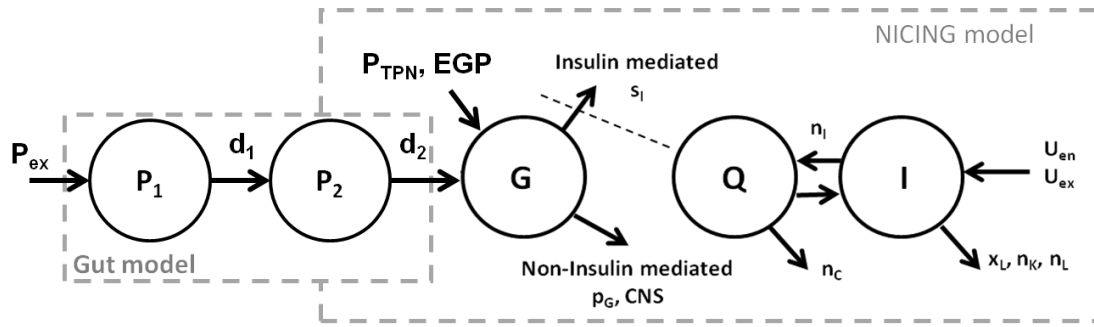 NICING model
P_TPN, EGP
Insulin mediated
s_I
P_ex
d_1
d_2
n_I
U_en
U_ex
P_1
P_2
G
Q
I
Gut model
Non-Insulin mediated
p_G, CNS
n_C
x_L, n_K, n_L